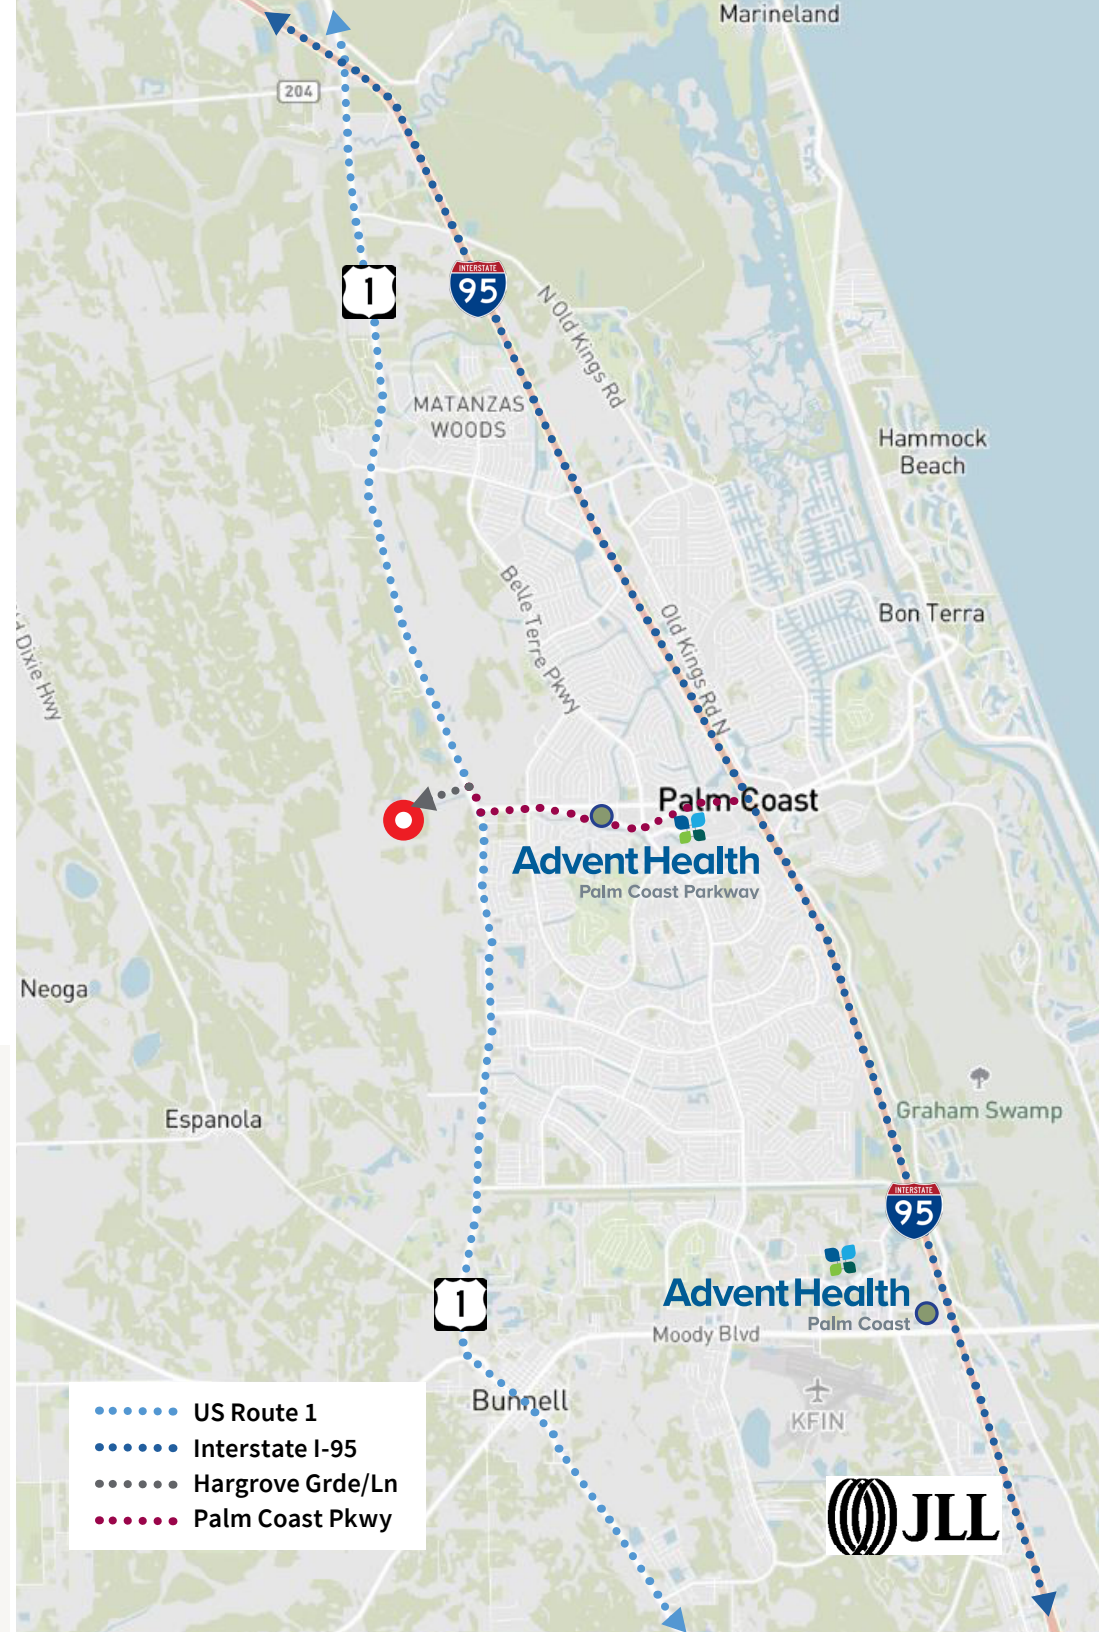 Marineland
204
1
INTERSTATE
95
N Old Kings Rd
MATANZAS
WOODS
Hammock
Beach
Belle Terre Pkwy
Old Kings Rd N
Bon Terra
Dixie Hwy
Palm Coast
AdventHealth
Palm Coast Parkway
Neoga
Espanola
Graham Swamp
INTERSTATE
95
1
AdventHealth
Palm Coast
Moody Blvd
Bunnell
KFIN
US Route 1
Interstate I-95
Hargrove Grde/Ln
Palm Coast Pkwy
JLL